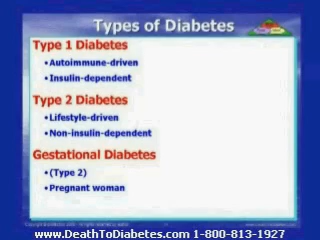 Types of Diabetes
Type 1 Diabetes
•Autoimmune-driven
•Insulin-dependent
Type 2 Diabetes
•Lifestyle-driven
•Non-insulin-dependent
Gestational Diabetes
•(Type 2)
•Pregnant woman
www.DeathToDiabetes.com 1-800-813-1927